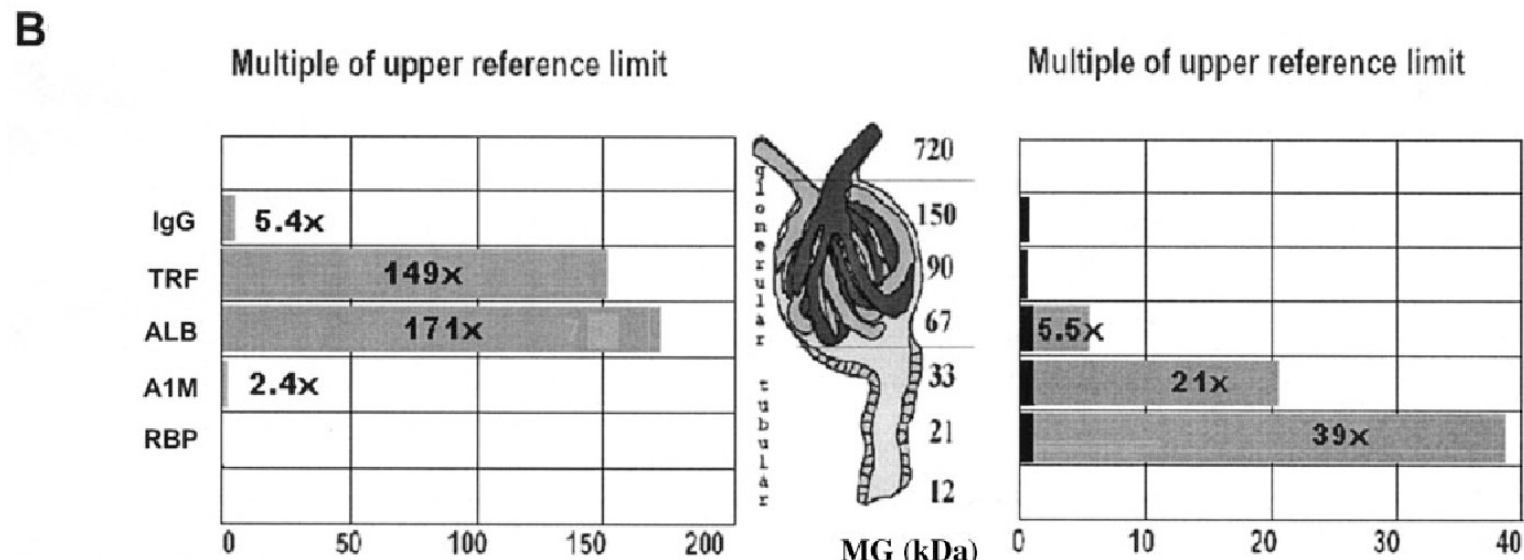 B
Multiple of upper reference limit
Multiple of upper reference limit
IgG
TRF
ALB
A1M
RBP
5.4x
149x
171x
2.4x
0 50 100 150 200
glomerular
tubular
720
150
90
67
33
21
12
MG (kDa)
5.5x
21x
39x
0 10 20 30 40